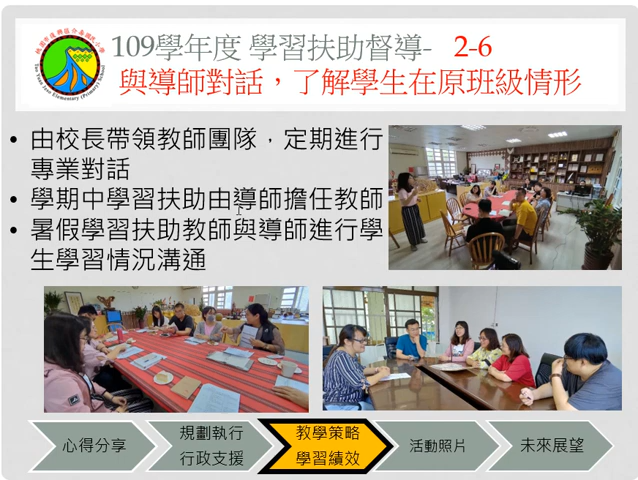 109學年度 學習扶助督導- 2-6
與導師對話，了解學生在原班級情形
• 由校長帶領教師團隊，定期進行
專業對話
• 學期中學習扶助由導師擔任教師
• 暑假學習扶助教師與導師進行學
生學習情況溝通
心得分享
規劃執行
行政支援
教學策略
學習績效
活動照片
未來展望